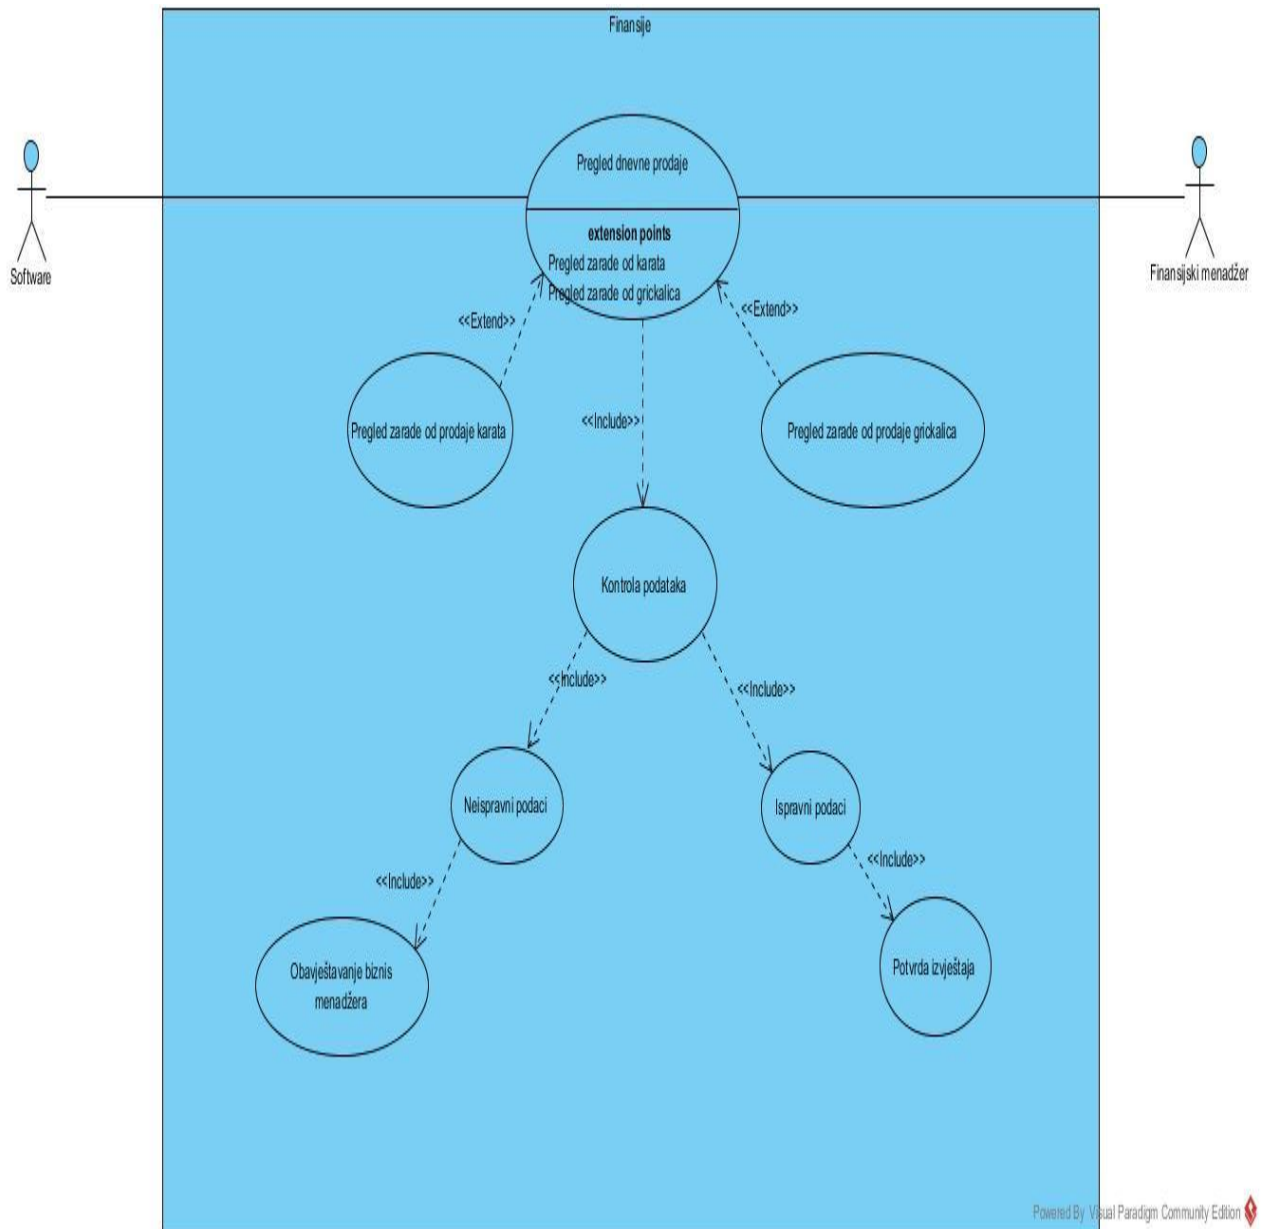 Finansije
Pregled dnevne prodaje
extension points
Pregled zarade od karata
Pregled zarade od grickalica
Software
Finansijski menadžer
<<Extend>>
<<Extend>>
<<Include>>
Pregled zarade od prodaje karata
Pregled zarade od prodaje grickalica
Kontrola podataka
<<Include>>
<<Include>>
Neispravni podaci
Ispravni podaci
<<Include>>
<<Include>>
Obavještavanje biznis
menadžera
Potvrda izvještaja
Powered By Visual Paradigm Community Edition